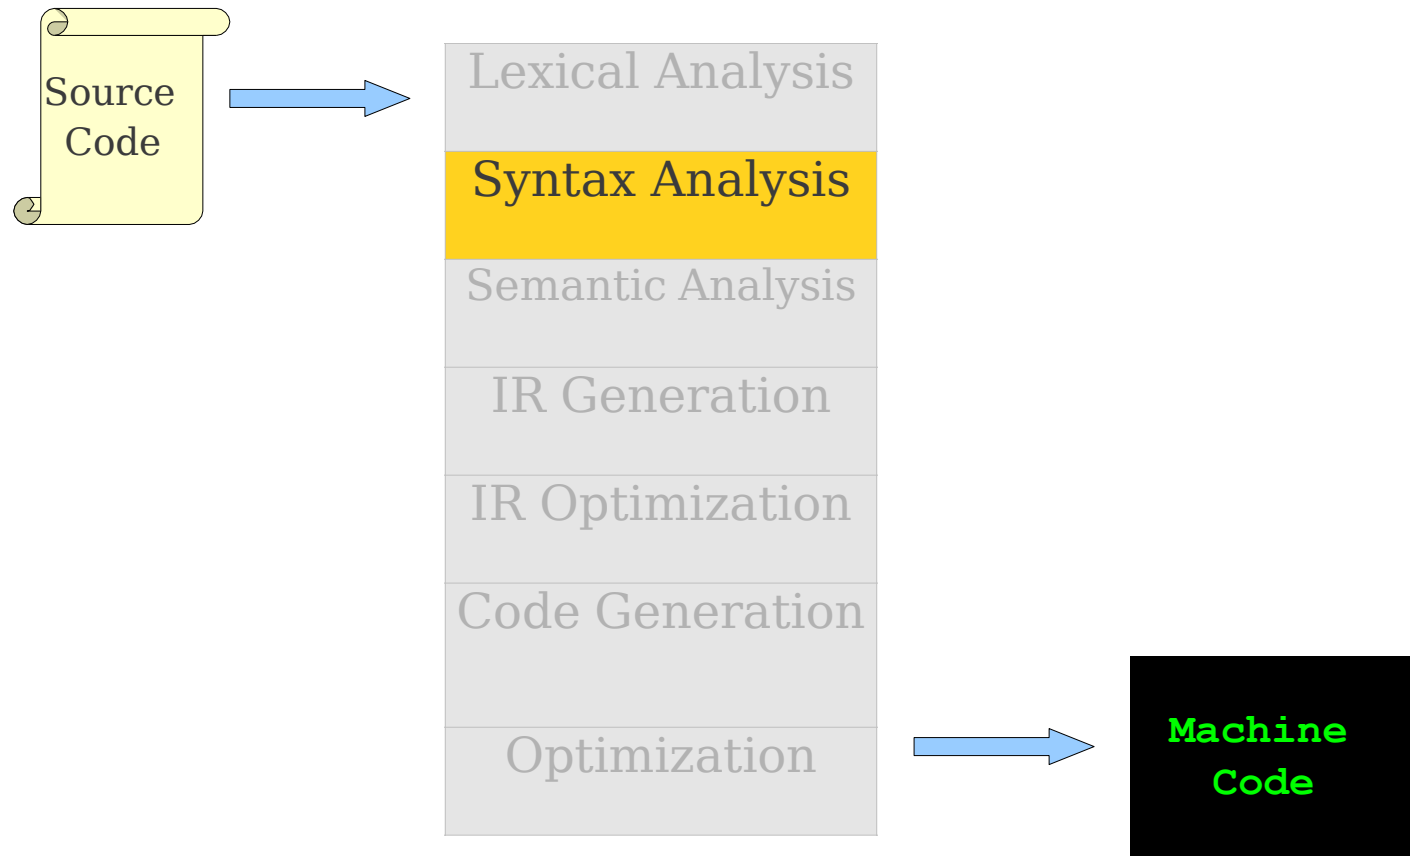 Source
Code
Lexical Analysis
Syntax Analysis
Semantic Analysis
IR Generation
IR Optimization
Code Generation
Optimization
Machine
Code